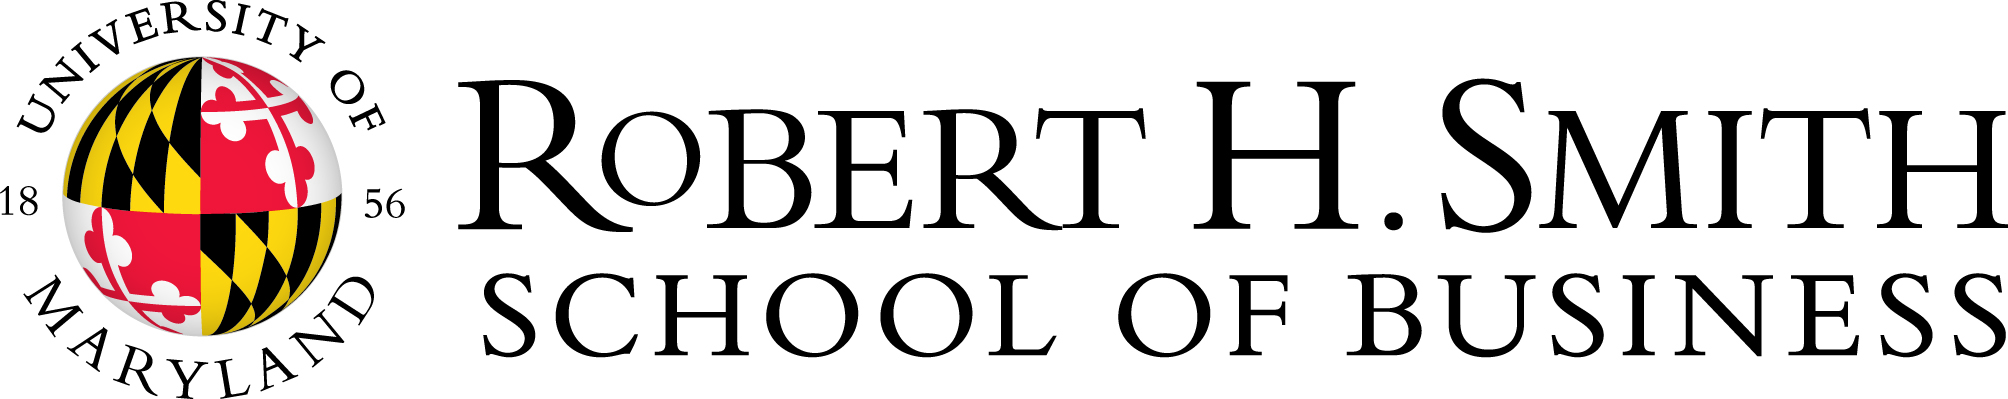 UNIVERSITY OF
18 56
MARYLAND
ROBERT H. SMITH
SCHOOL OF BUSINESS